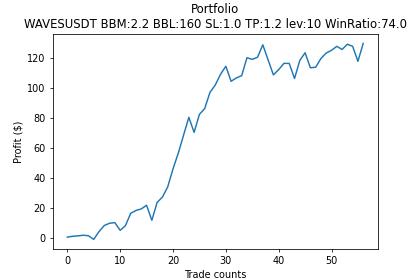 Portfolio
WAVESUSDT BBM:2.2 BBL:160 SL:1.0 TP:1.2 lev:10 WinRatio:74.0
Profit ($)
120
100
80
60
40
20
0
0 10 20 30 40 50
Trade counts